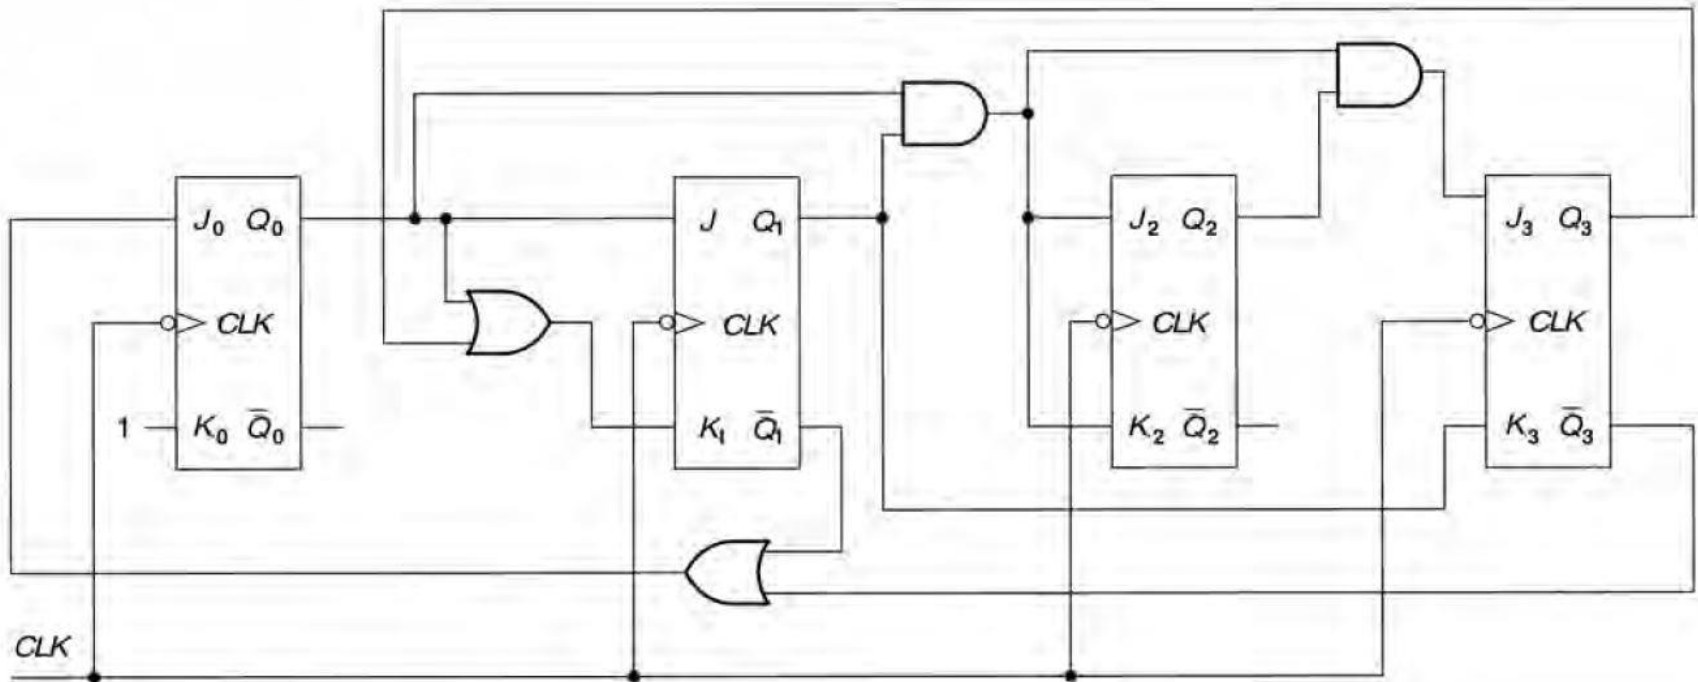 J₀ Q₀
CLK
1
K₀ Q̅₀
J Q₁
CLK
K₁ Q̅₁
J₂ Q₂
CLK
K₂ Q̅₂
J₃ Q₃
CLK
K₃ Q̅₃
CLK